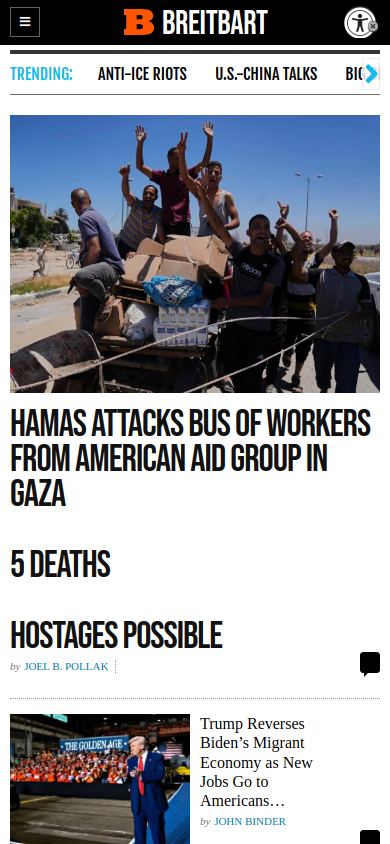 BREITBART
TRENDING:
ANTI-ICE RIOTS
U.S.-CHINA TALKS
HAMAS ATTACKS BUS OF WORKERS
FROM AMERICAN AID GROUP IN
GAZA
5 DEATHS
HOSTAGES POSSIBLE
by JOEL B. POLLAK
THE GOLDEN AGE
Trump Reverses
Biden’s Migrant
Economy as New
Jobs Go to
Americans…
by JOHN BINDER